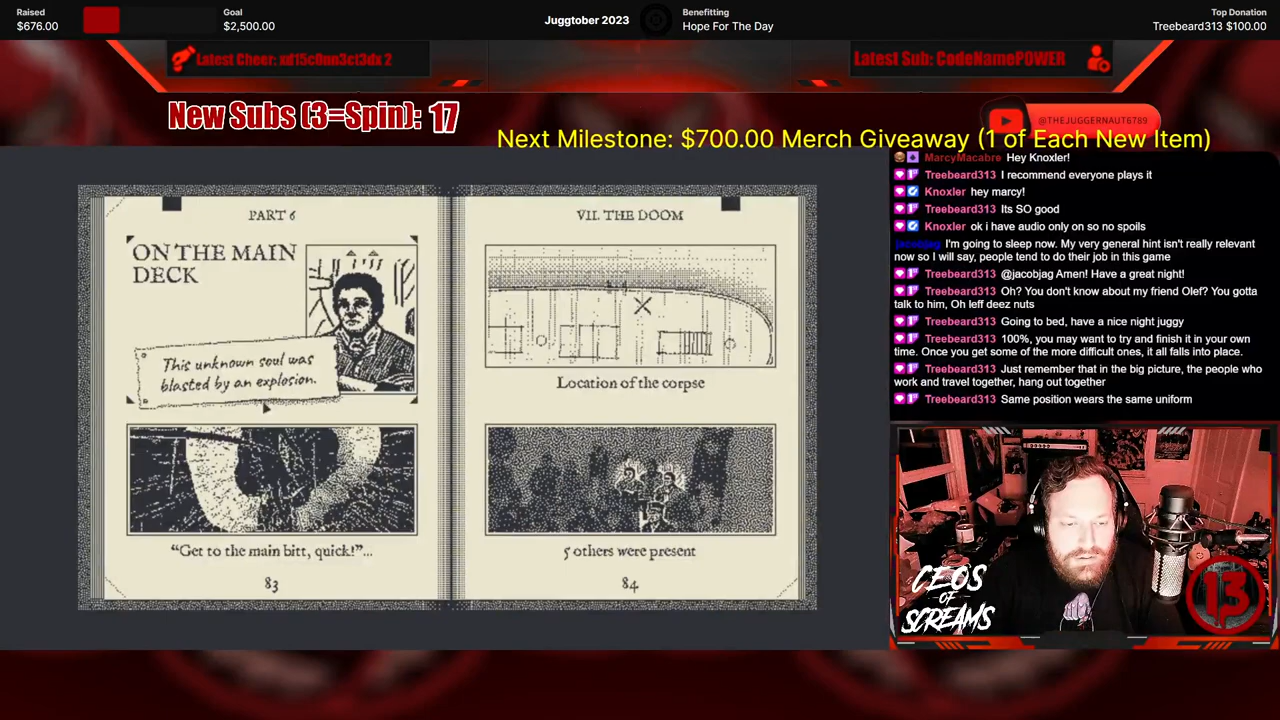 Raised
$676.00
Goal
$2,500.00
Juggtober 2023
Benefitting
Hope For The Day
Top Donation
Treebeard313 $100.00
Latest Cheer: xd15c0nn3ct3dx 2
Latest Sub: CodeNamePOWER
New Subs (3=Spin): 17
@THEJUGGERNAUT6789
Next Milestone: $700.00 Merch Giveaway (1 of Each New Item)
PART 6
ON THE MAIN
DECK
This unknown soul was
blasted by an explosion.
"Get to the main bitt, quick!"...
83
VII. THE DOOM
Location of the corpse
5 others were present
84
MarcyMacabre Hey Knoxler!
Treebeard313 I recommend everyone plays it
Knoxler hey marcy!
Treebeard313 Its SO good
Knoxler ok i have audio only on so no spoils
jacobjag I'm going to sleep now. My very general hint isn't really relevant
now so I will say, people tend to do their job in this game
Treebeard313 @jacobjag Amen! Have a great night!
Treebeard313 Oh? You don't know about my friend Olef? You gotta
talk to him, Oh leff deez nuts
Treebeard313 Going to bed, have a nice night juggy
Treebeard313 100%, you may want to try and finish it in your own
time. Once you get some of the more difficult ones, it all falls into place.
Treebeard313 Just remember that in the big picture, the people who
work and travel together, hang out together
Treebeard313 Same position wears the same uniform
CEOS
OF
SCREAMS
13